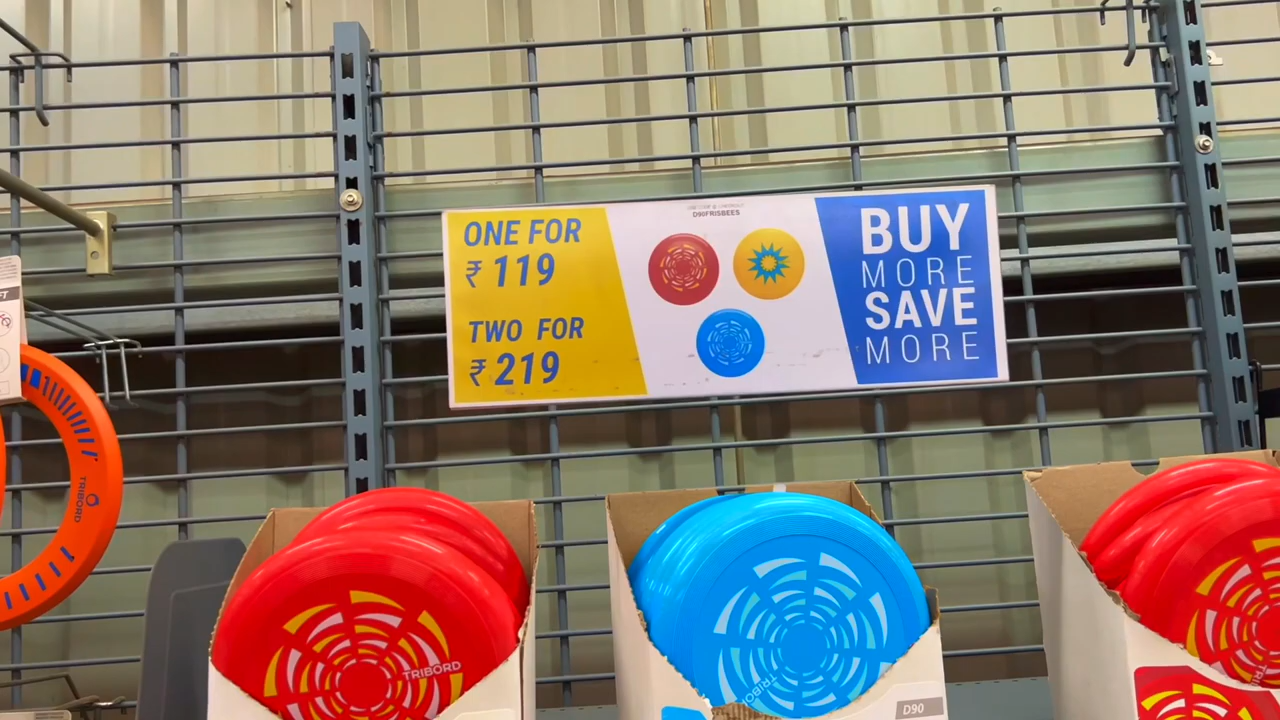 ONE FOR
₹ 119
TWO FOR
₹ 219
D90FRISBEES
BUY
MORE
SAVE
MORE
TRIBORD
TRIBORD
D90